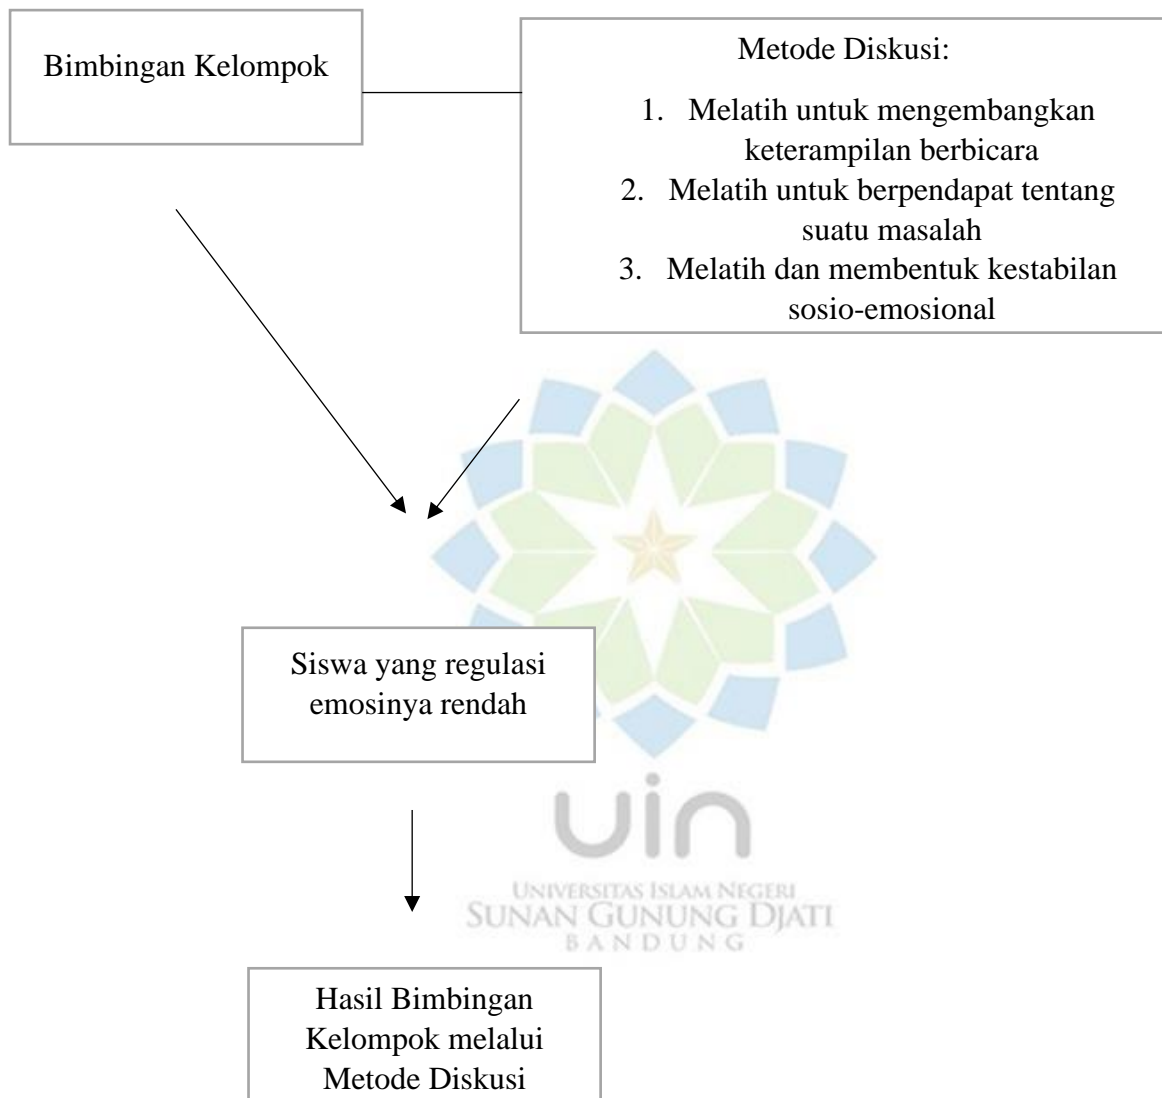 Bimbingan Kelompok
Metode Diskusi:
1. Melatih untuk mengembangkan
keterampilan berbicara
2. Melatih untuk berpendapat tentang
suatu masalah
3. Melatih dan membentuk kestabilan
sosio-emosional
Siswa yang regulasi
emosinya rendah
uin
UNIVERSITAS ISLAM NEGERI
SUNAN GUNUNG DJATI
BANDUNG
Hasil Bimbingan
Kelompok melalui
Metode Diskusi